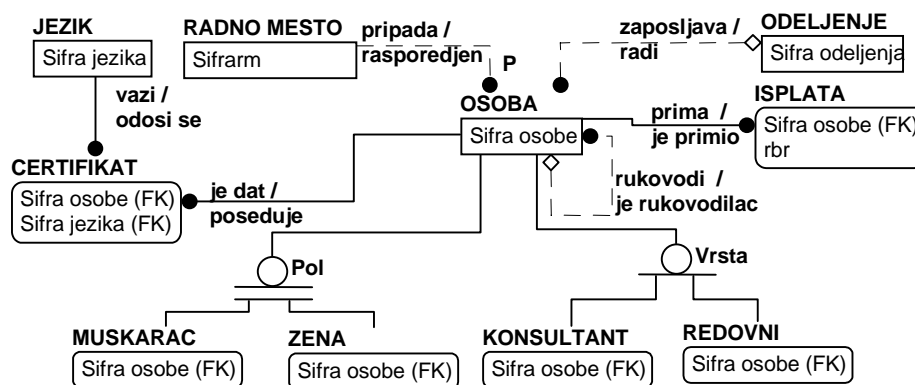 JEZIK
Sifra jezika
vazi /
odosi se
RADNO MESTO
Sifrarm
pripada /
rasporedjen
P
zaposljava /
radi
ODELJENJE
Sifra odeljenja
OSOBA
Sifra osobe
prima /
je primio
ISPLATA
Sifra osobe (FK)
rbr
rukovodi /
je rukovodilac
CERTIFIKAT
Sifra osobe (FK)
Sifra jezika (FK)
je dat /
poseduje
Pol
Vrsta
MUSKARAC
Sifra osobe (FK)
ZENA
Sifra osobe (FK)
KONSULTANT
Sifra osobe (FK)
REDOVNI
Sifra osobe (FK)